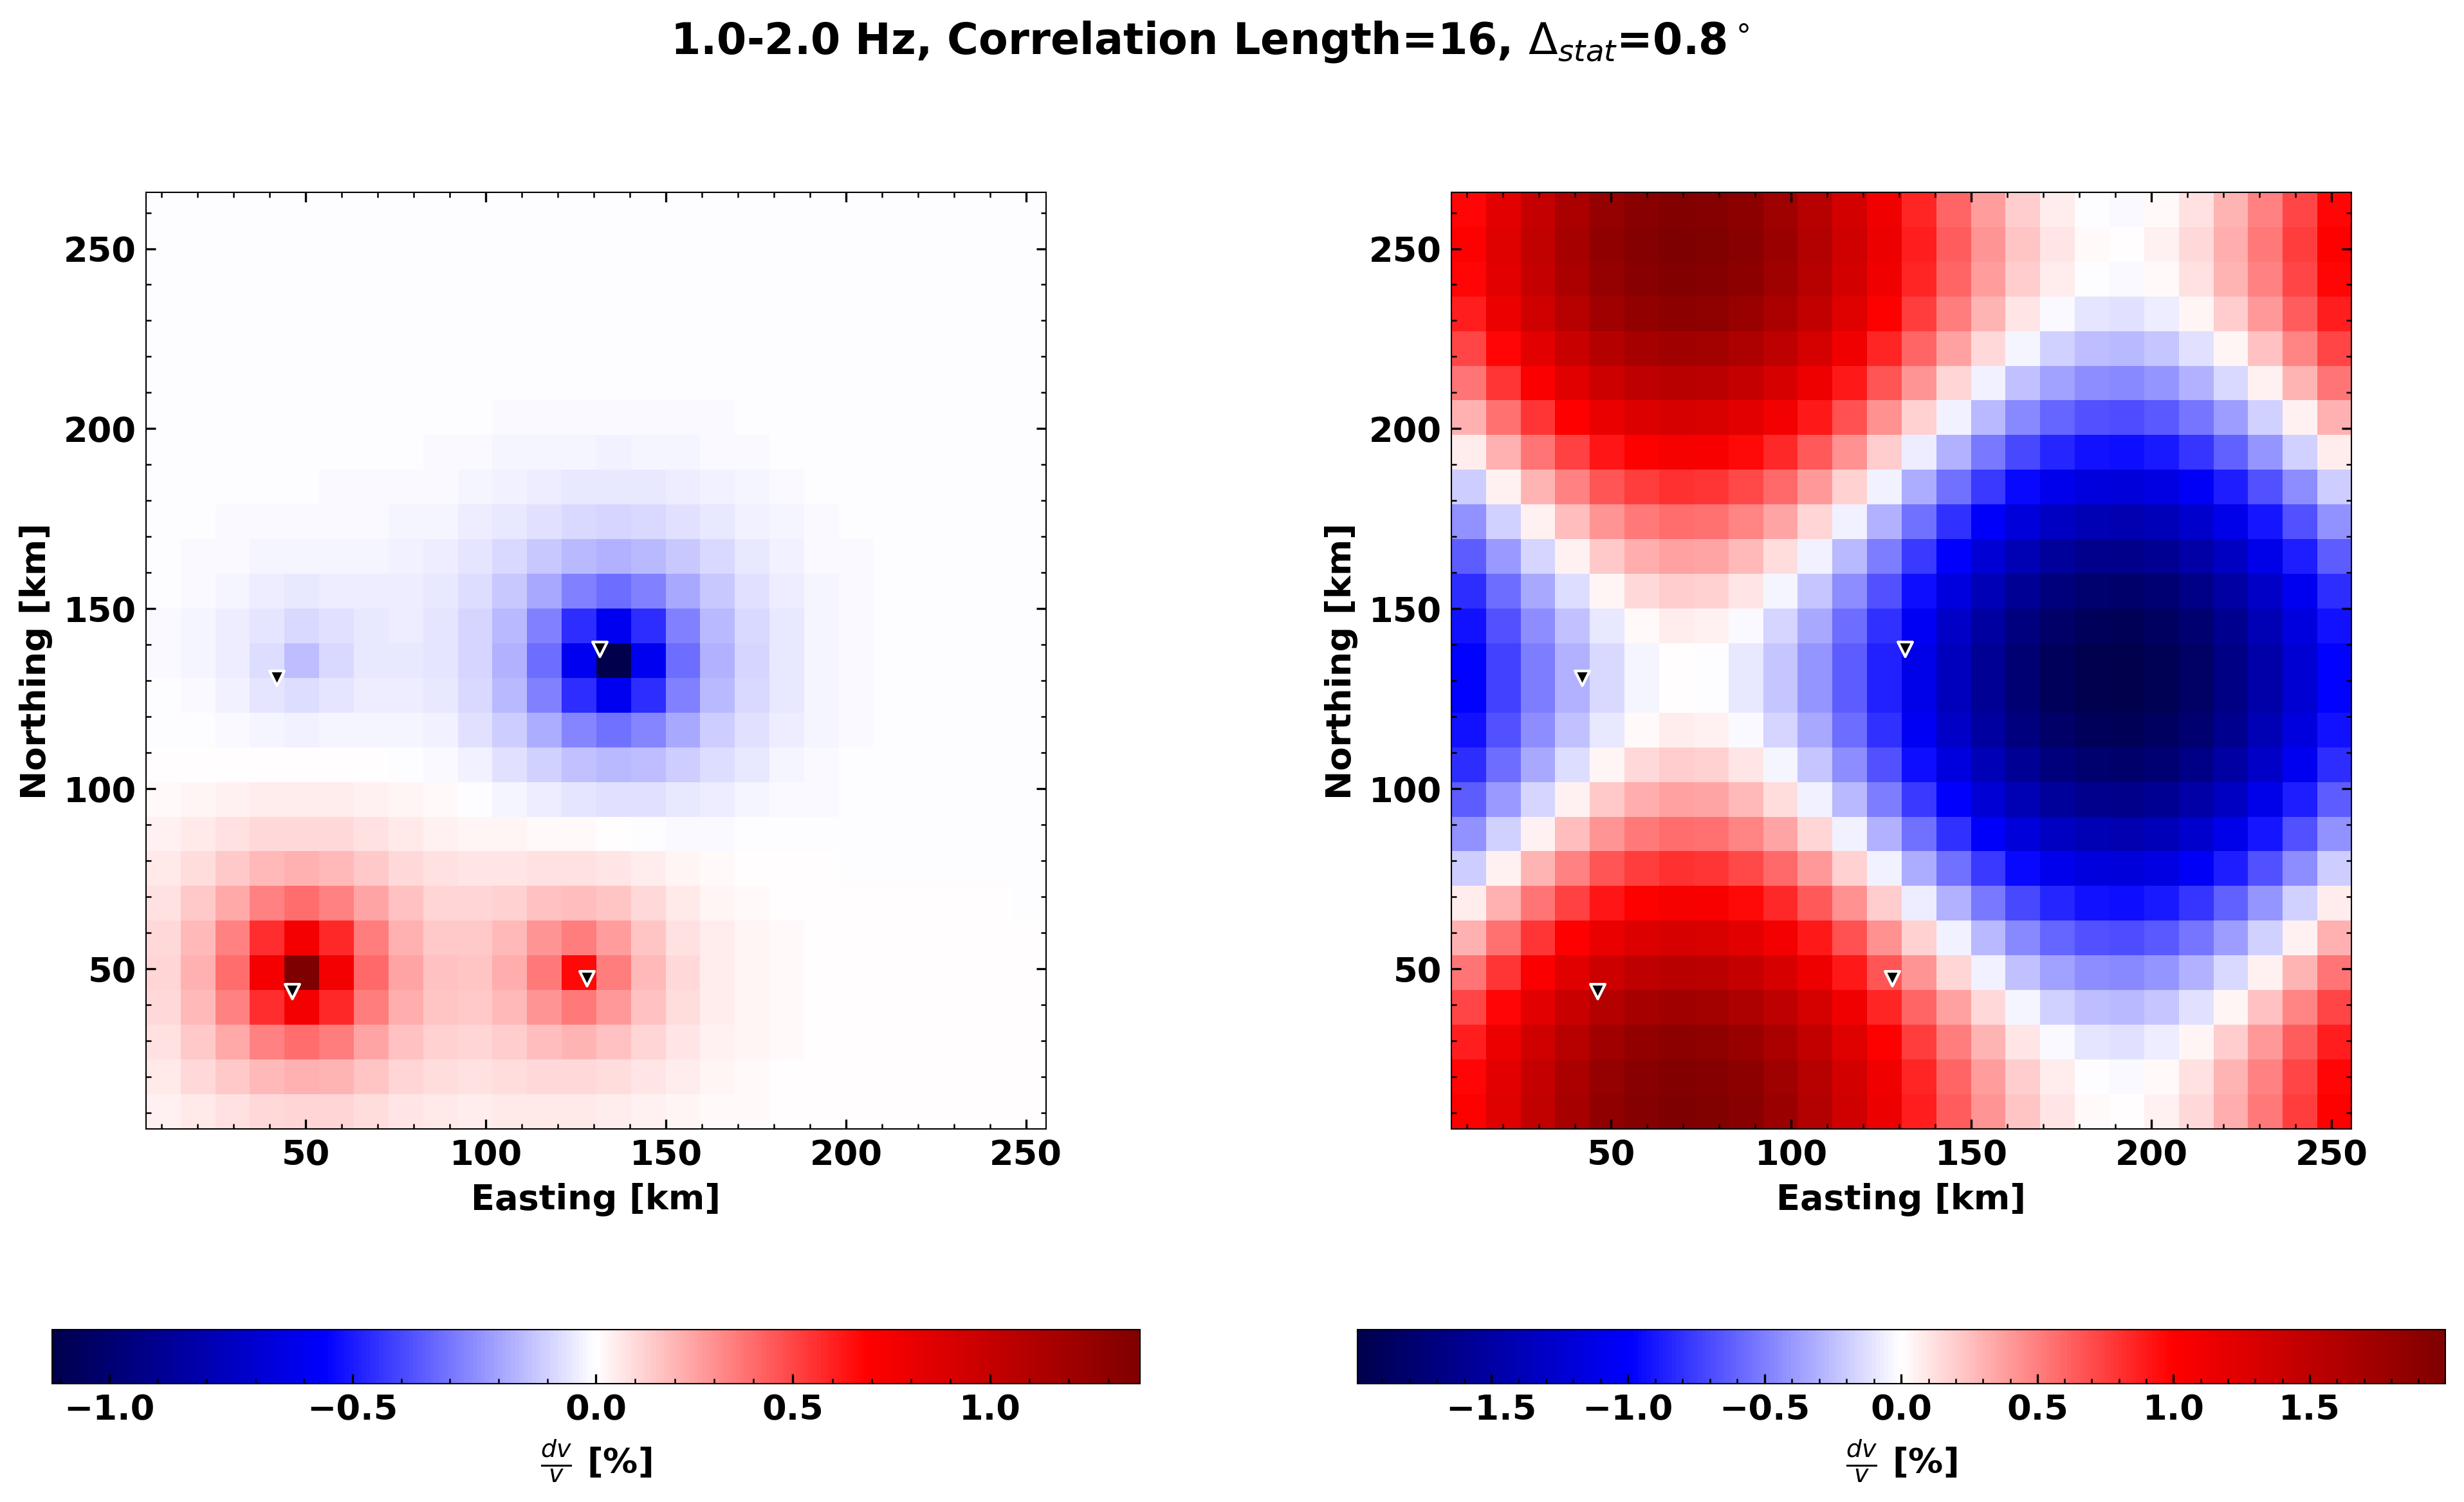 1.0-2.0 Hz, Correlation Length=16, Δstat=0.8°
250
200
150
100
50
Northing [km]
50 100 150 200 250
Easting [km]
−1.0 −0.5 0.0 0.5 1.0
dv/v [%]
250
200
150
100
50
Northing [km]
50 100 150 200 250
Easting [km]
−1.5 −1.0 −0.5 0.0 0.5 1.0 1.5
dv/v [%]